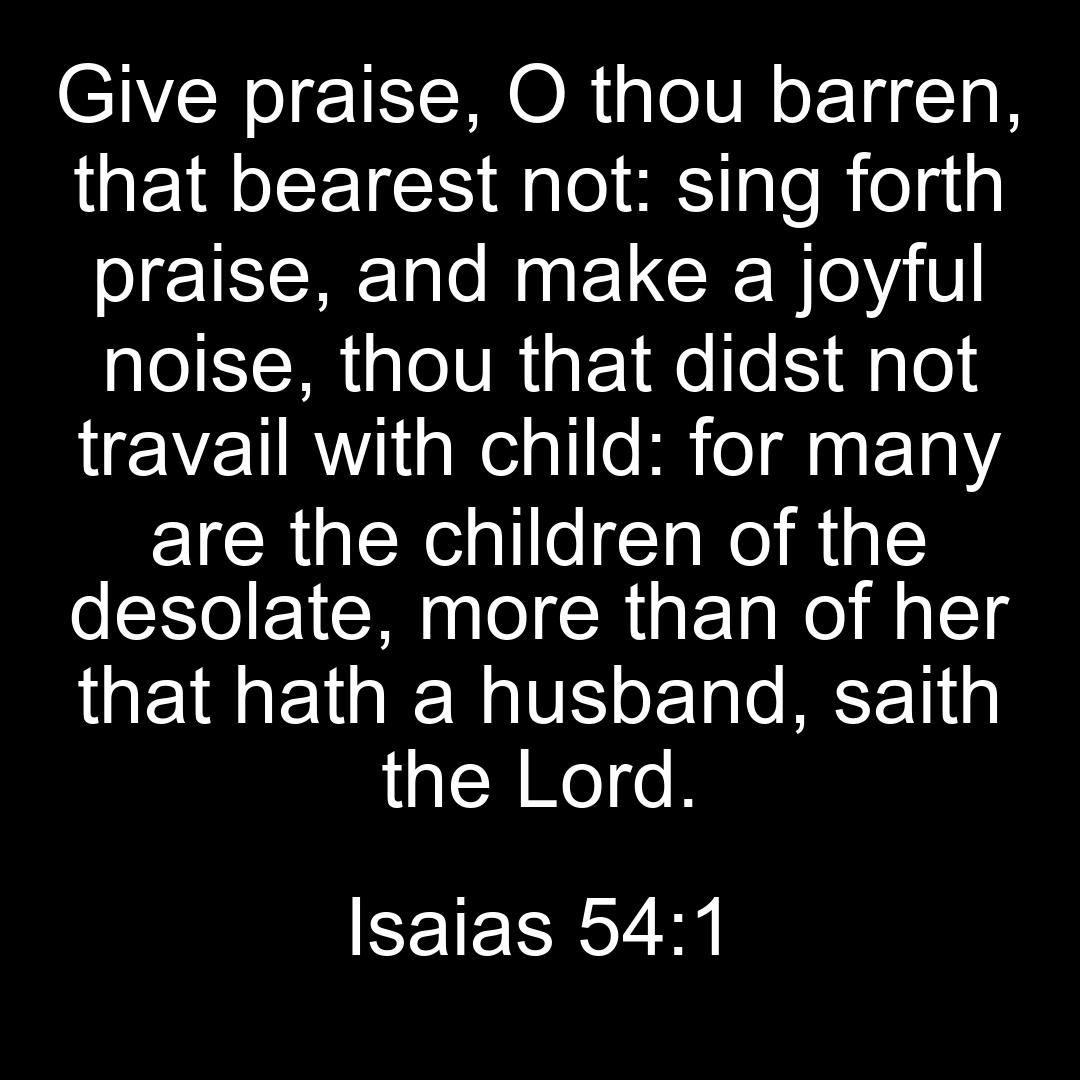 Give praise, O thou barren,
that bearest not: sing forth
praise, and make a joyful
noise, thou that didst not
travail with child: for many
are the children of the
desolate, more than of her
that hath a husband, saith
the Lord.
Isaias 54:1